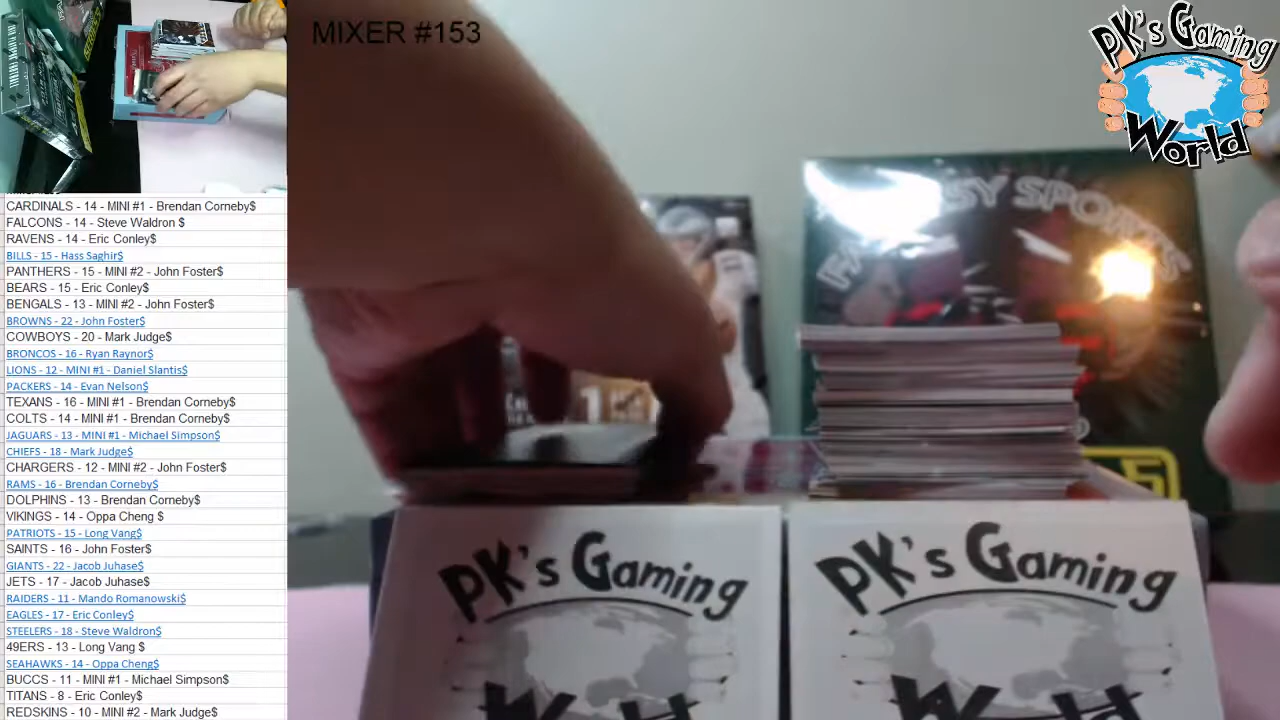 MIXER #153
PK's Gaming
World
CARDINALS - 14 - MINI #1 - Brendan Corneby$
FALCONS - 14 - Steve Waldron $
RAVENS - 14 - Eric Conley$
BILLS - 15 - Hass Saghir$
PANTHERS - 15 - MINI #2 - John Foster$
BEARS - 15 - Eric Conley$
BENGALS - 13 - MINI #2 - John Foster$
BROWNS - 22 - John Foster$
COWBOYS - 20 - Mark Judge$
BRONCOS - 16 - Ryan Raynor$
LIONS - 12 - MINI #1 - Daniel Slantis$
PACKERS - 14 - Evan Nelson$
TEXANS - 16 - MINI #1 - Brendan Corneby$
COLTS - 14 - MINI #1 - Brendan Corneby$
JAGUARS - 13 - MINI #1 - Michael Simpson$
CHIEFS - 18 - Mark Judge$
CHARGERS - 12 - MINI #2 - John Foster$
RAMS - 16 - Brendan Corneby$
DOLPHINS - 13 - Brendan Corneby$
VIKINGS - 14 - Oppa Cheng $
PATRIOTS - 15 - Long Vang$
SAINTS - 16 - John Foster$
GIANTS - 22 - Jacob Juhase$
JETS - 17 - Jacob Juhase$
RAIDERS - 11 - Mando Romanowski$
EAGLES - 17 - Eric Conley$
STEELERS - 18 - Steve Waldron$
49ERS - 13 - Long Vang $
SEAHAWKS - 14 - Oppa Cheng$
BUCCS - 11 - MINI #1 - Michael Simpson$
TITANS - 8 - Eric Conley$
REDSKINS - 10 - MINI #2 - Mark Judge$
SPORTS
PK's Gaming
World
PK's Gaming
World